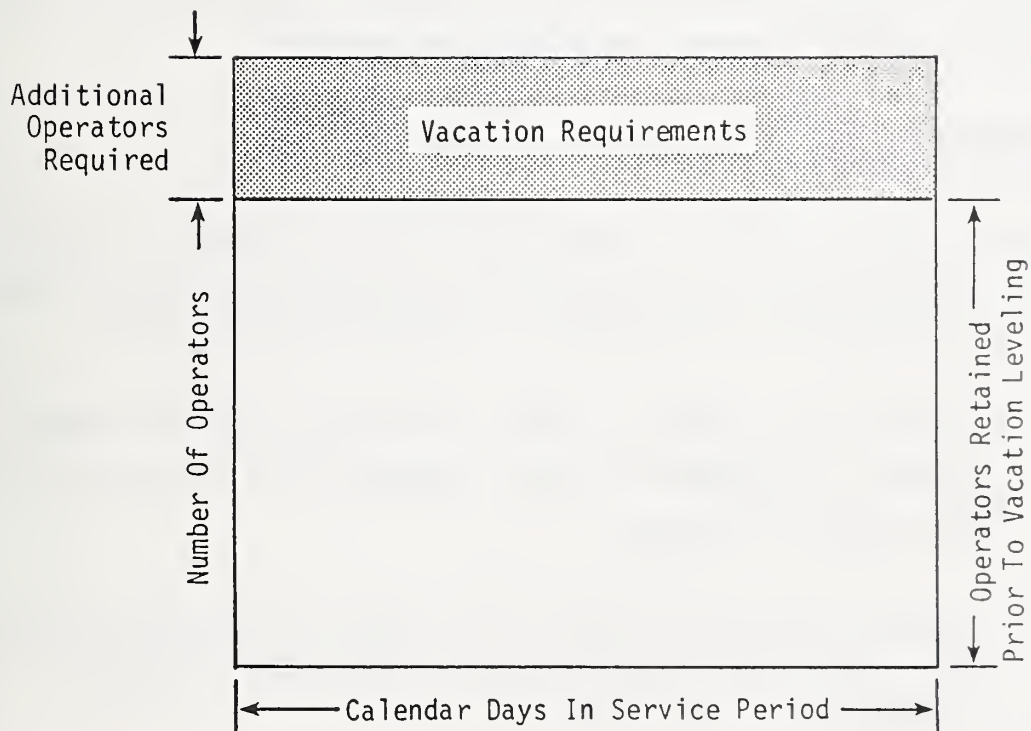 Additional
Operators
Required
Vacation Requirements
Number Of Operators
Operators Retained
Prior To Vacation Leveling
Calendar Days In Service Period